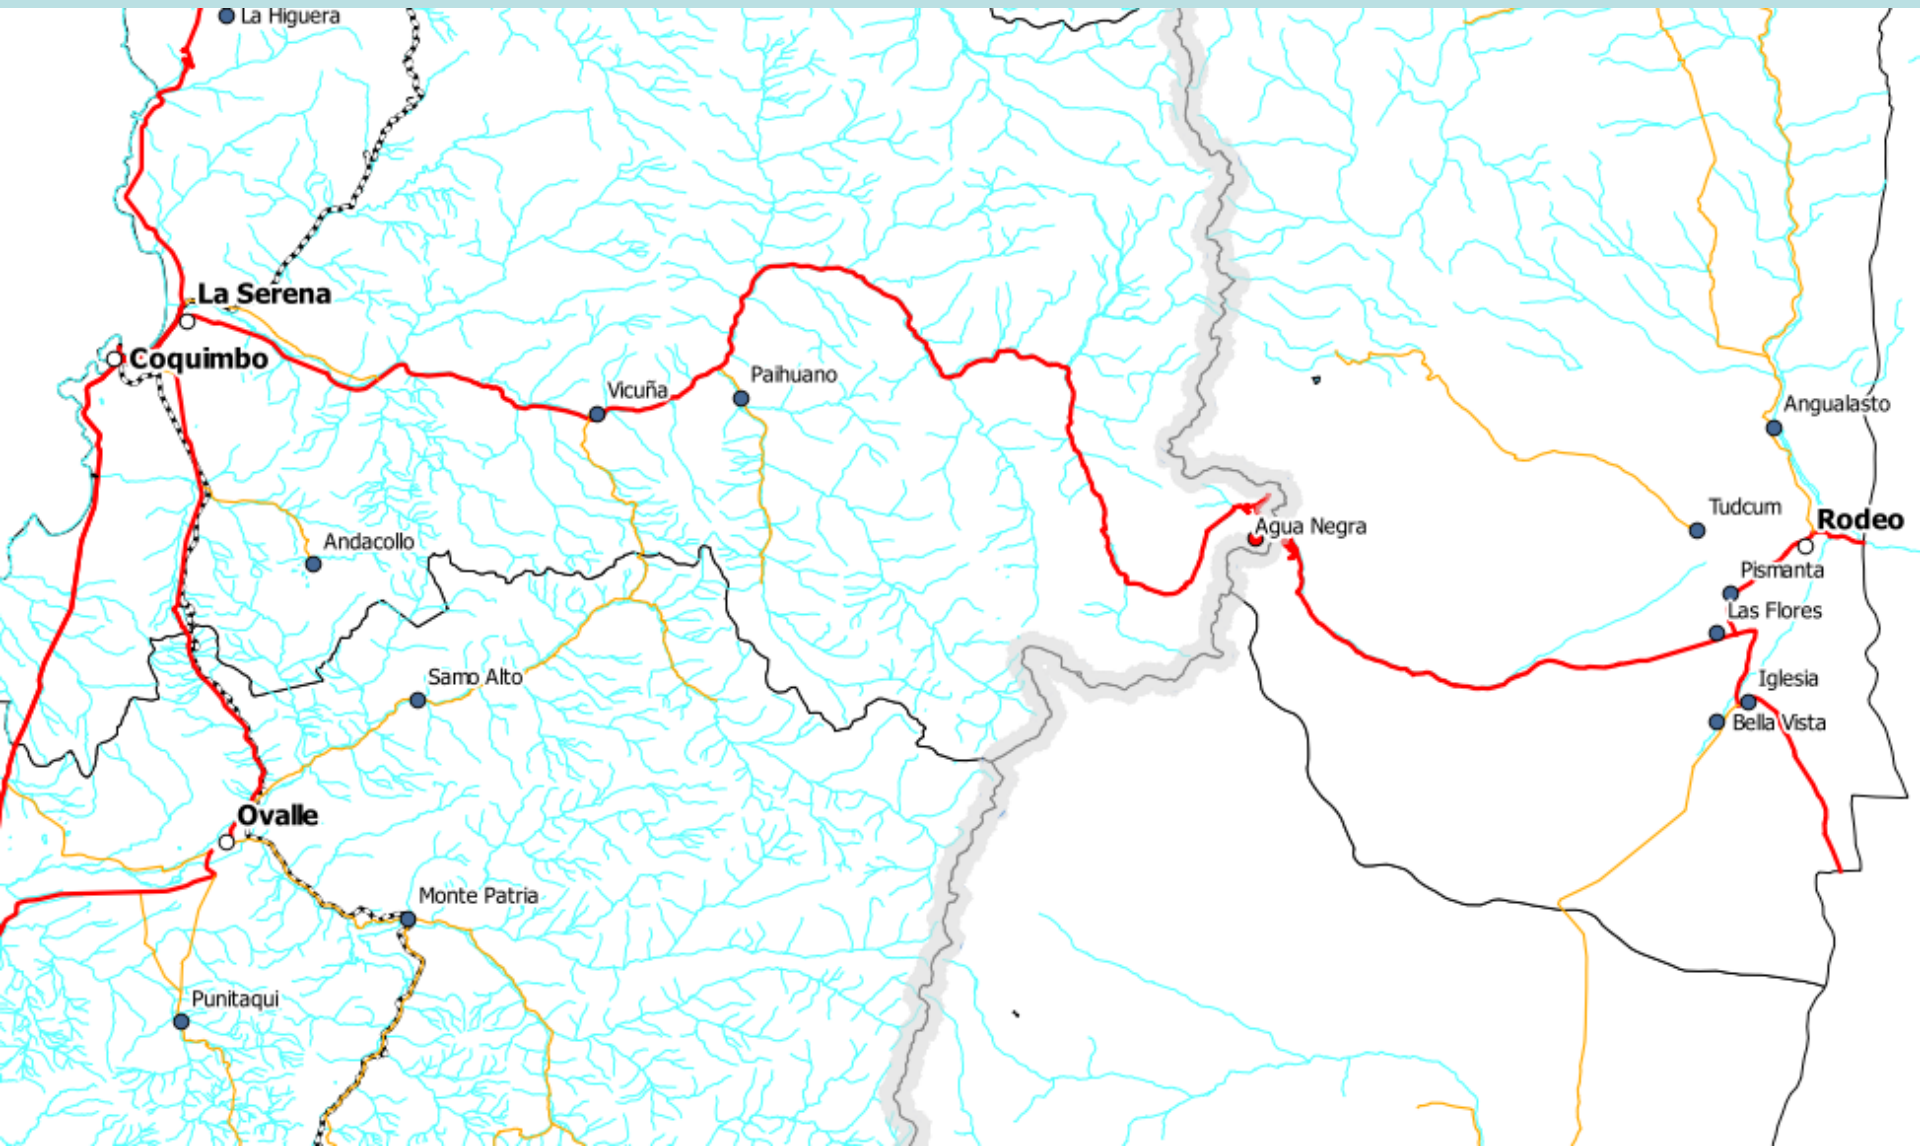 La Higuera
La Serena
Coquimbo
Vicuña
Paihuano
Angualasto
Tudcum
Rodeo
Agua Negra
Andacollo
Pismanta
Las Flores
Samo Alto
Iglesia
Bella Vista
Ovalle
Monte Patria
Punitaqui